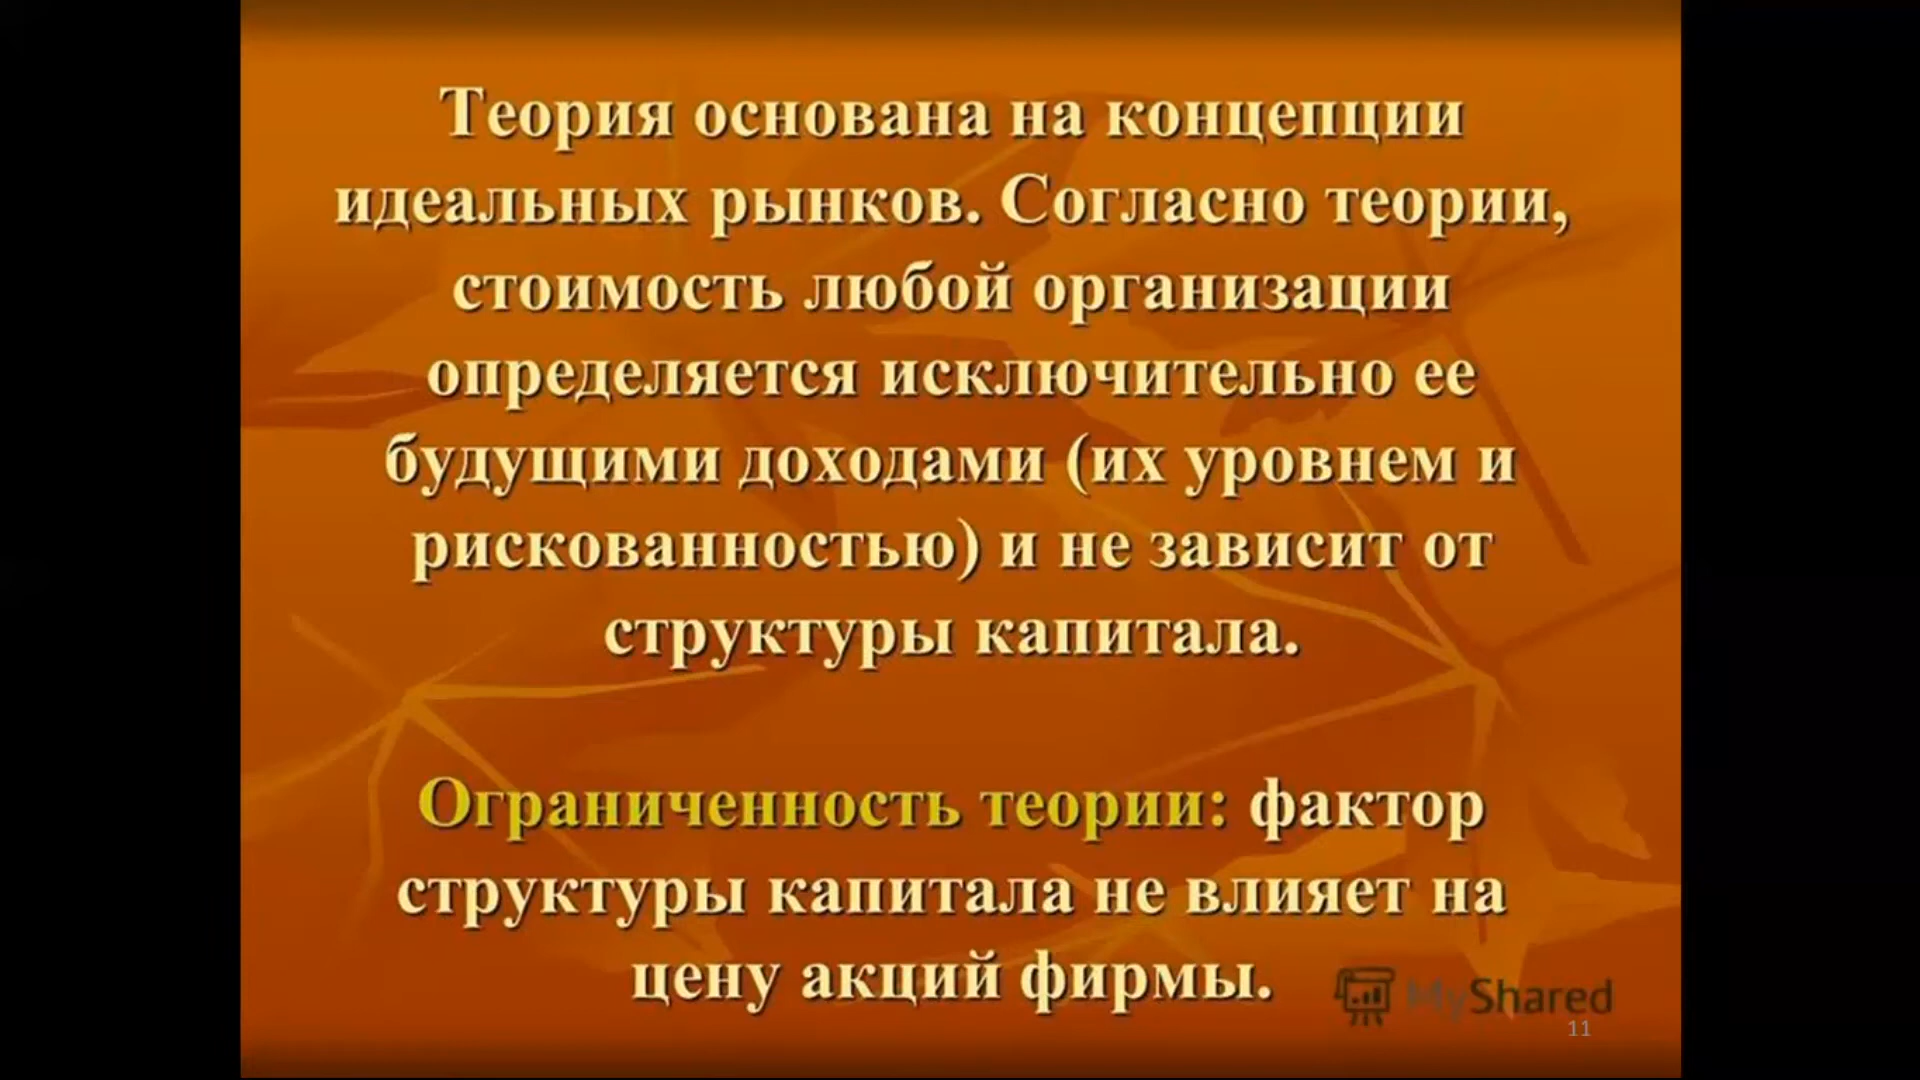 Теория основана на концепции
идеальных рынков. Согласно теории,
стоимость любой организации
определяется исключительно ее
будущими доходами (их уровнем и
рискованностью) и не зависит от
структуры капитала.
Ограниченность теории: фактор
структуры капитала не влияет на
цену акций фирмы.
MyShared
11